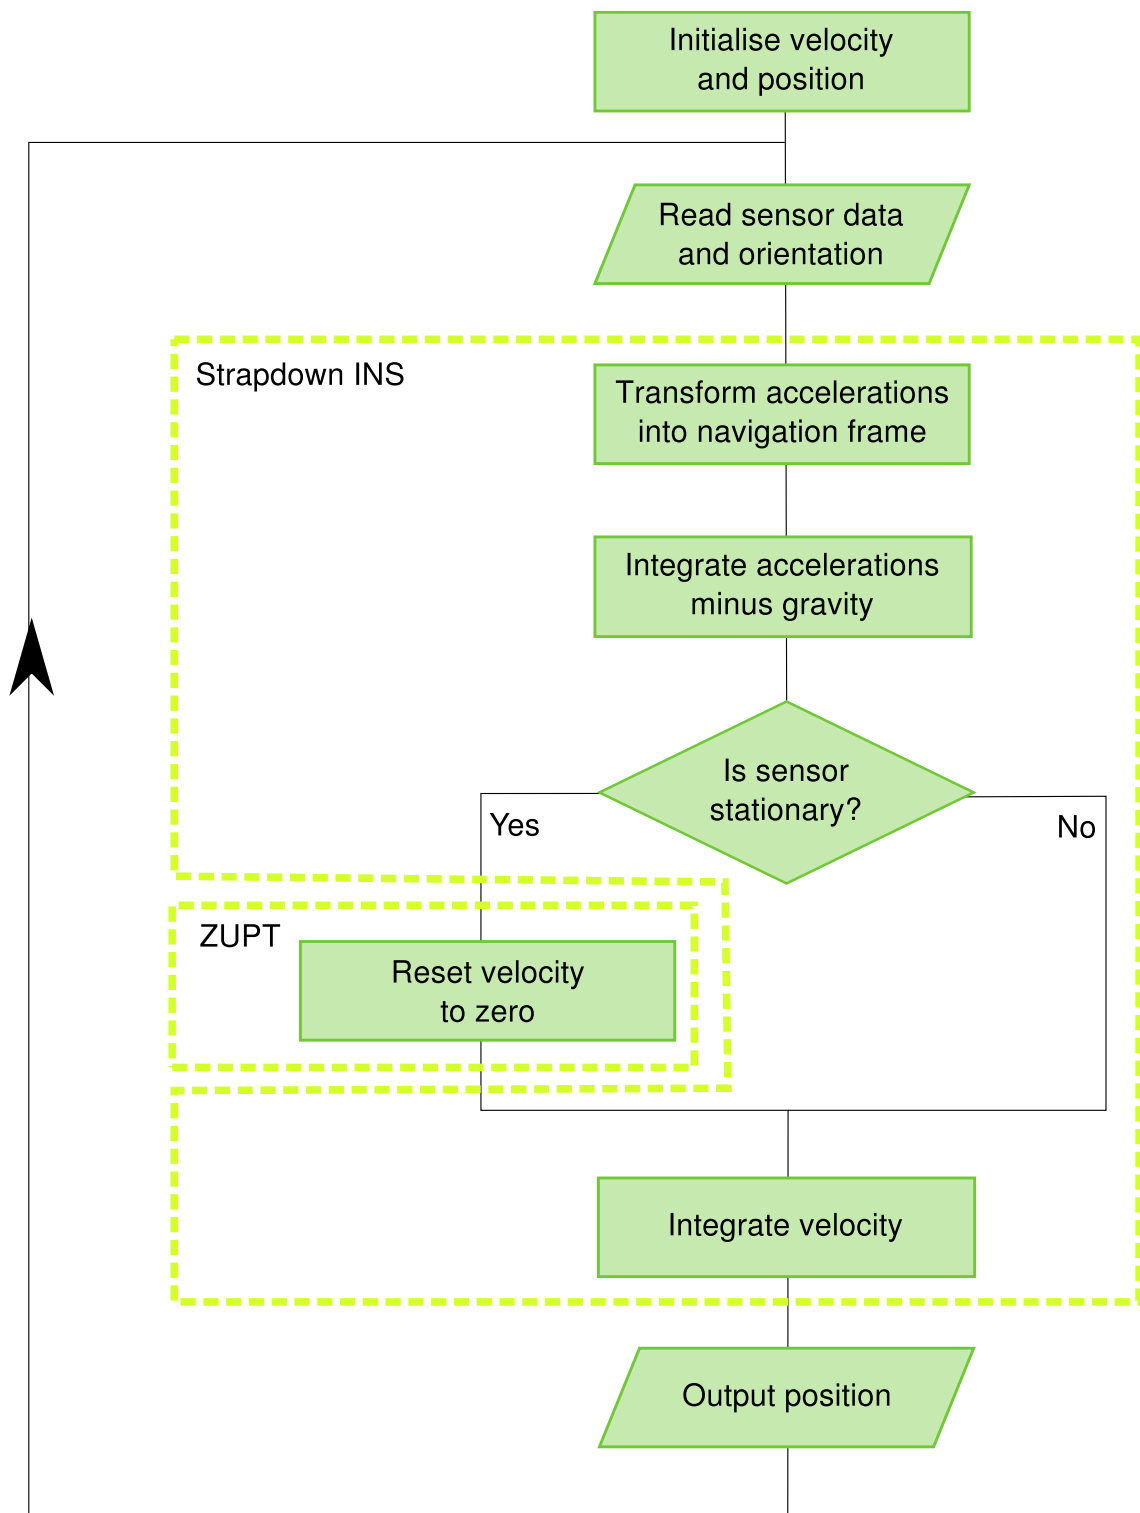 Initialise velocity
and position
Read sensor data
and orientation
Strapdown INS
Transform accelerations
into navigation frame
Integrate accelerations
minus gravity
Is sensor
stationary?
Yes
No
ZUPT
Reset velocity
to zero
Integrate velocity
Output position